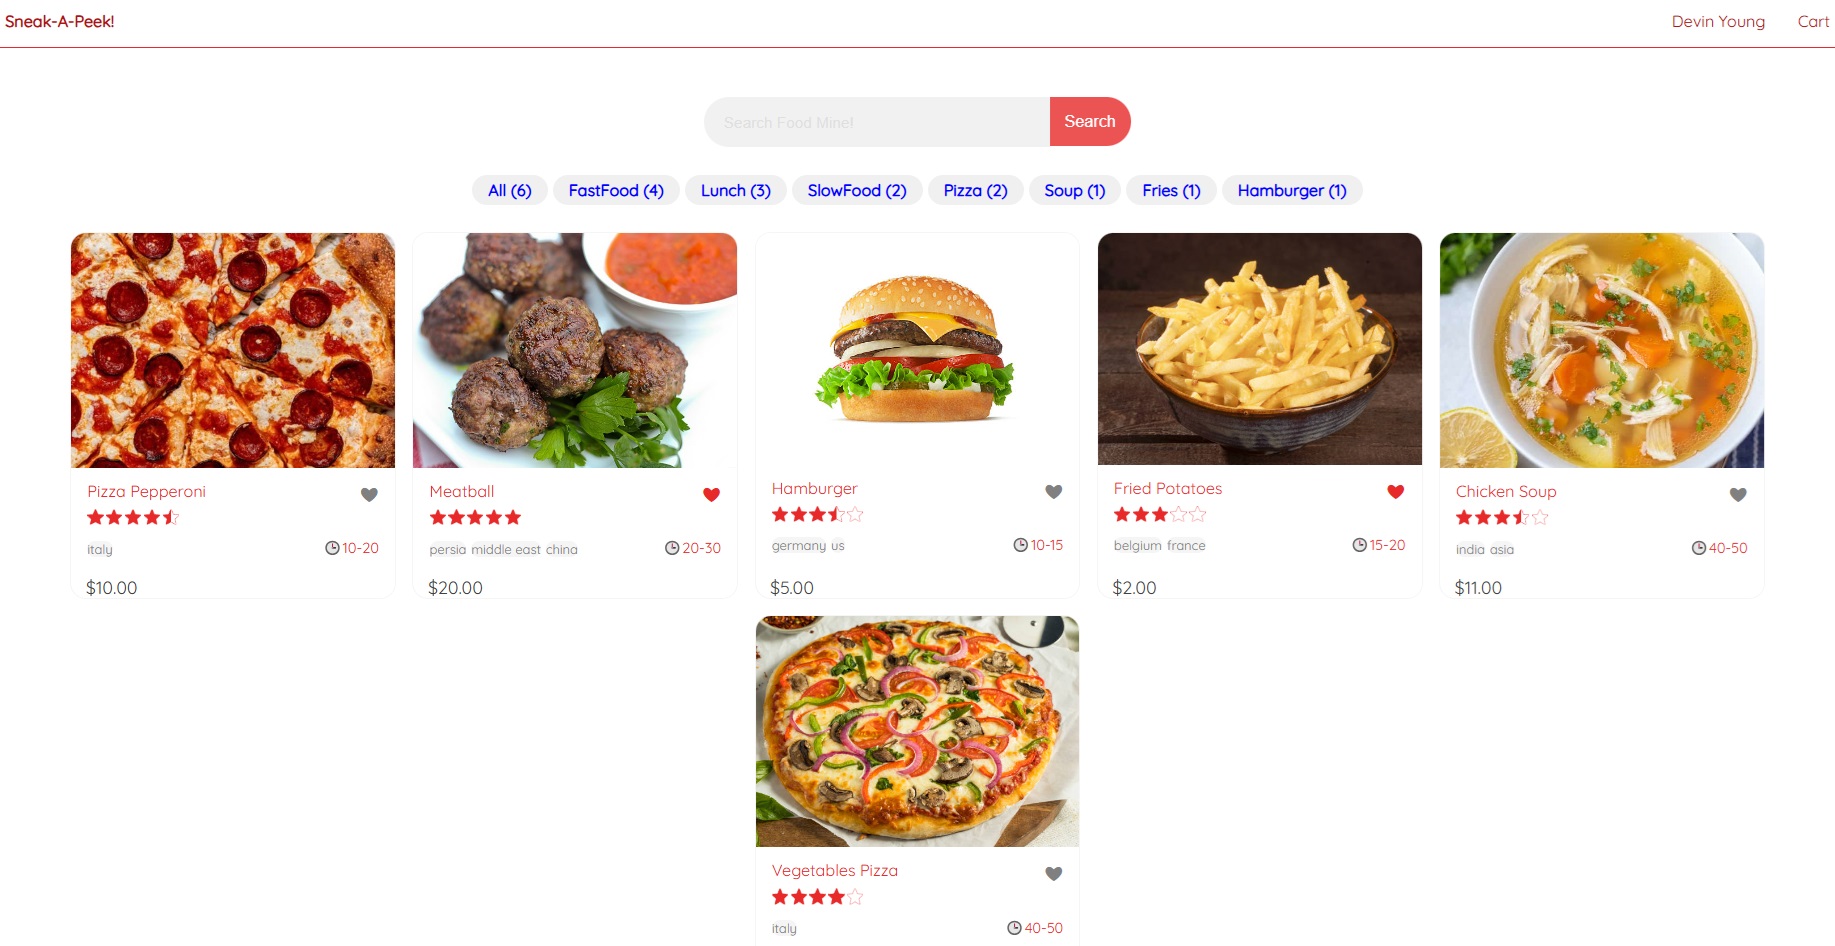 Sneak-A-Peek! Devin Young Cart
Search Food Mine! Search
All (6) FastFood (4) Lunch (3) SlowFood (2) Pizza (2) Soup (1) Fries (1) Hamburger (1)
Pizza Pepperoni
italy 10-20
$10.00
Meatball
persia middle east china 20-30
$20.00
Hamburger
germany us 10-15
$5.00
Fried Potatoes
belgium france 15-20
$2.00
Chicken Soup
india asia 40-50
$11.00
Vegetables Pizza
italy 40-50